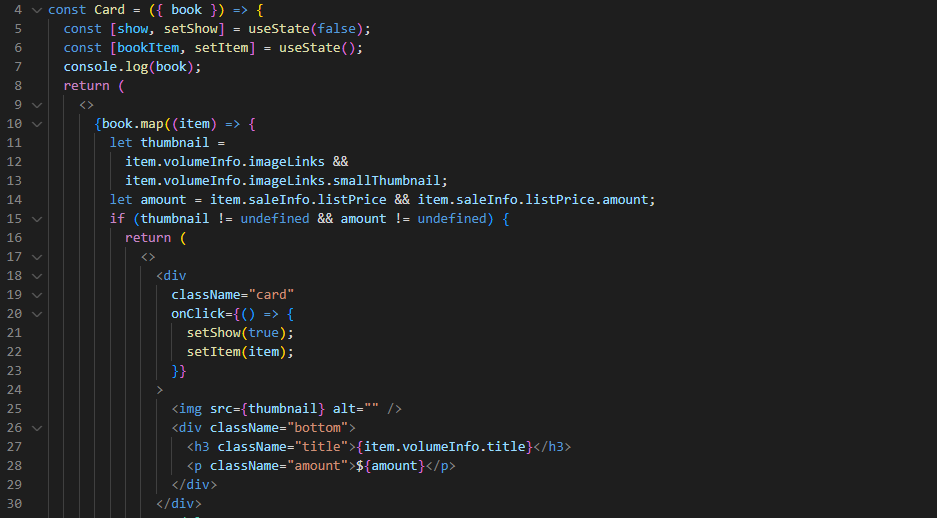 4 const Card = ({ book }) => {
5 const [show, setShow] = useState(false);
6 const [bookItem, setItem] = useState();
7 console.log(book);
8 return (
9 <>
10 {book.map((item) => {
11 let thumbnail =
12 item.volumeInfo.imageLinks &&
13 item.volumeInfo.imageLinks.smallThumbnail;
14 let amount = item.saleInfo.listPrice && item.saleInfo.listPrice.amount;
15 if (thumbnail != undefined && amount != undefined) {
16 return (
17 <>
18 <div
19 className="card"
20 onClick={() => {
21 setShow(true);
22 setItem(item);
23 }}
24 >
25 <img src={thumbnail} alt="" />
26 <div className="bottom">
27 <h3 className="title">{item.volumeInfo.title}</h3>
28 <p className="amount">${amount}</p>
29 </div>
30 </div>